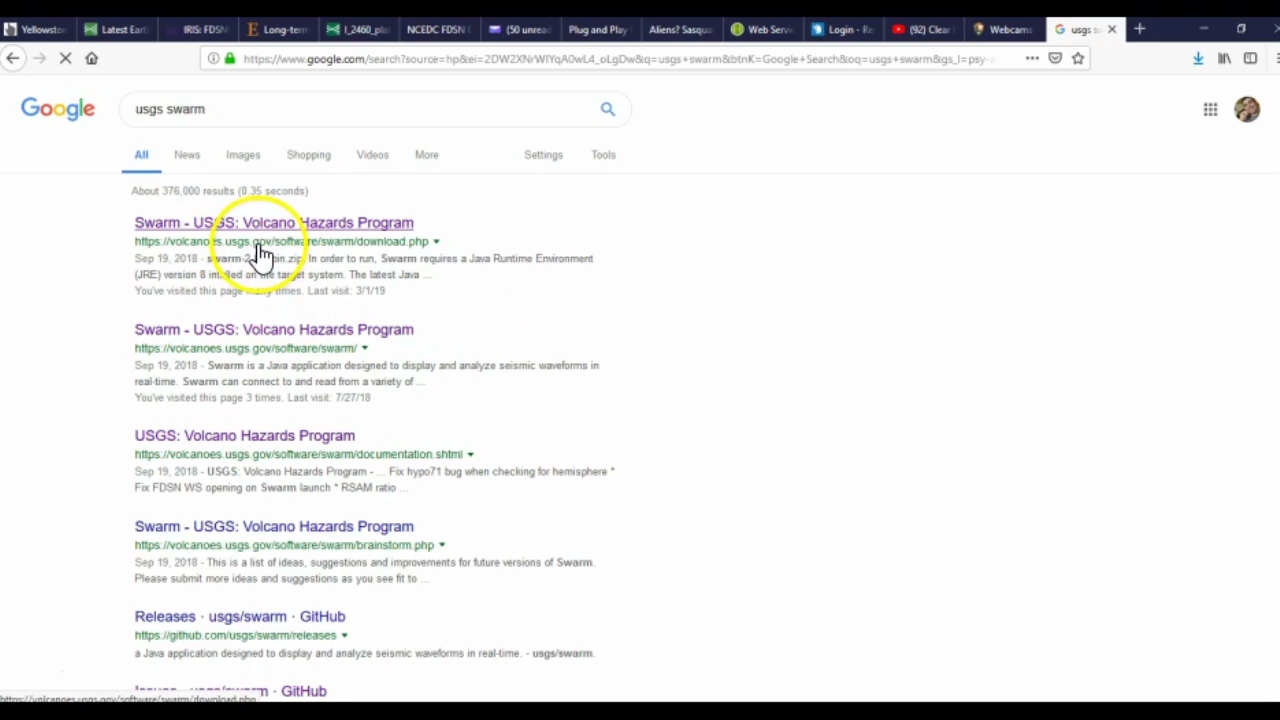 Yellowston
Latest Earth
IRIS: FDSN
Long-term
I_2460_
NCEDC FDSN
(50 unread
Plug and Play
Aliens? Sasqua
Web Servi
Login - Re
(92) Clear
Webcams
usgs s
https://www.google.com/search?source=hp&ei=
&q=usgs+swarm&btnK=Google+Search&oq=usgs+swarm&gs_l=psy-a
Google
usgs swarm
All News Images Shopping Videos More Settings Tools
About 376,000 results (0.35 seconds)
Swarm - USGS: Volcano Hazards Program
https://volcanoes.usgs.gov/software/swarm/download.php
Sep 19, 2018 - swarm-2 bin.zip. In order to run, Swarm requires a Java Runtime Environment
(JRE) version 8 installed on the target system. The latest Java ...
You've visited this page many times. Last visit: 3/1/19
Swarm - USGS: Volcano Hazards Program
https://volcanoes.usgs.gov/software/swarm/
Sep 19, 2018 - Swarm is a Java application designed to display and analyze seismic waveforms in
real-time. Swarm can connect to and read from a variety of ...
You've visited this page 3 times. Last visit: 7/27/18
USGS: Volcano Hazards Program
https://volcanoes.usgs.gov/software/swarm/documentation.shtml
Sep 19, 2018 - USGS: Volcano Hazards Program - ... Fix hypo71 bug when checking for hemisphere *
Fix FDSN WS opening on Swarm launch * RSAM ratio ...
Swarm - USGS: Volcano Hazards Program
https://volcanoes.usgs.gov/software/swarm/brainstorm.php
Sep 19, 2018 - This is a list of ideas, suggestions and improvements for future versions of Swarm.
Please submit more ideas and suggestions as you see fit to ...
Releases · usgs/swarm · GitHub
https://github.com/usgs/swarm/releases
a Java application designed to display and analyze seismic waveforms in real-time. - usgs/swarm.
Issues · usgs/swarm · GitHub
https://volcanoes.usgs.gov/software/swarm/download.php